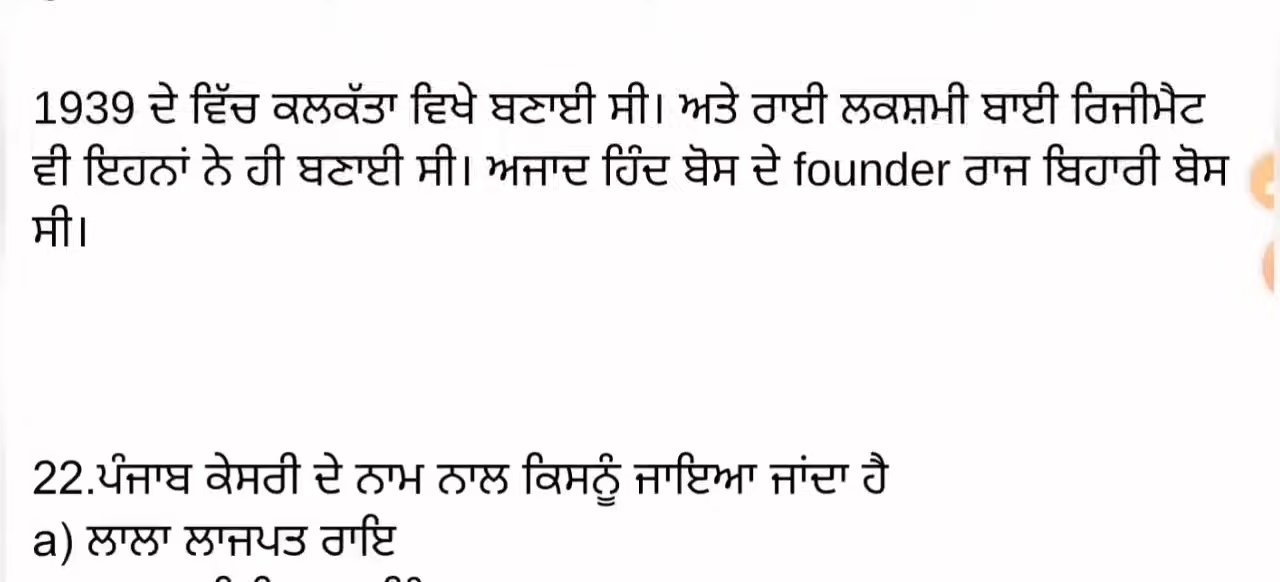 1939 ਦੇ ਵਿੱਚ ਕਲਕੱਤਾ ਵਿਖੇ ਬਣਾਈ ਸੀ। ਅਤੇ ਰਾਈ ਲਕਸ਼ਮੀ ਬਾਈ ਰਿਜੀਮੈਟ
ਵੀ ਇਹਨਾਂ ਨੇ ਹੀ ਬਣਾਈ ਸੀ। ਅਜਾਦ ਹਿੰਦ ਬੋਸ ਦੇ founder ਰਾਜ ਬਿਹਾਰੀ ਬੋਸ
ਸੀ।
22.ਪੰਜਾਬ ਕੇਸਰੀ ਦੇ ਨਾਮ ਨਾਲ ਕਿਸਨੂੰ ਜਾਇਆ ਜਾਂਦਾ ਹੈ
a) ਲਾਲਾ ਲਾਜਪਤ ਰਾਇ